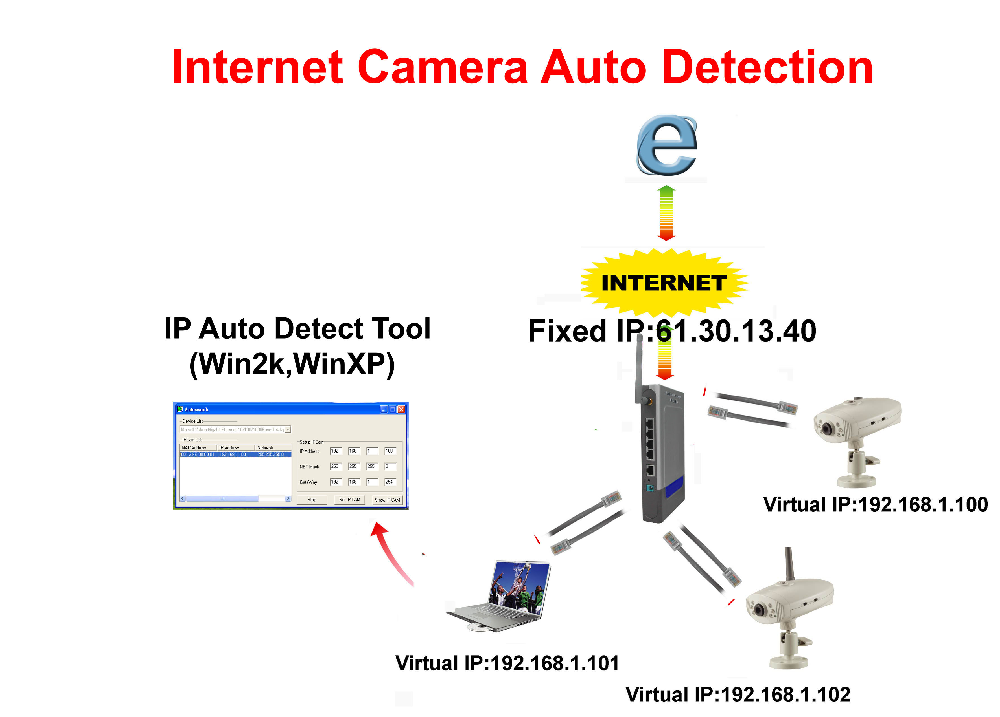 Internet Camera Auto Detection
INTERNET
Fixed IP:61.30.13.40
IP Auto Detect Tool
(Win2k,WinXP)
Autosearch
Device List
Marvell Yukon Gigabit Ethernet 10/100/1000Base-T Adap
IPCam List
MAC Address IP Address Netmask
00:13:FE:00:00:01 192.168.1.100 255.255.255.0
Setup IPCam
IP Address 192 168 1 100
NET Mask 255 255 255 0
GateWay 192 168 1 254
Stop Set IP CAM Show IP CAM
Ethernet
HUB
Virtual IP:192.168.1.100
Virtual IP:192.168.1.101
Virtual IP:192.168.1.102